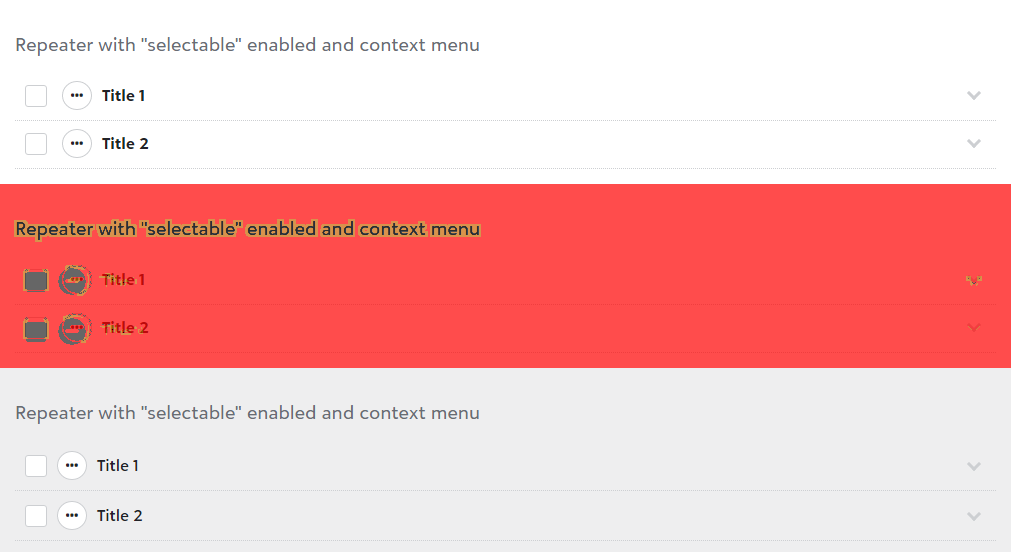 Repeater with "selectable" enabled and context menu
Title 1
Title 2
Repeater with "selectable" enabled and context menu
Title 1
Title 2
Repeater with "selectable" enabled and context menu
Title 1
Title 2